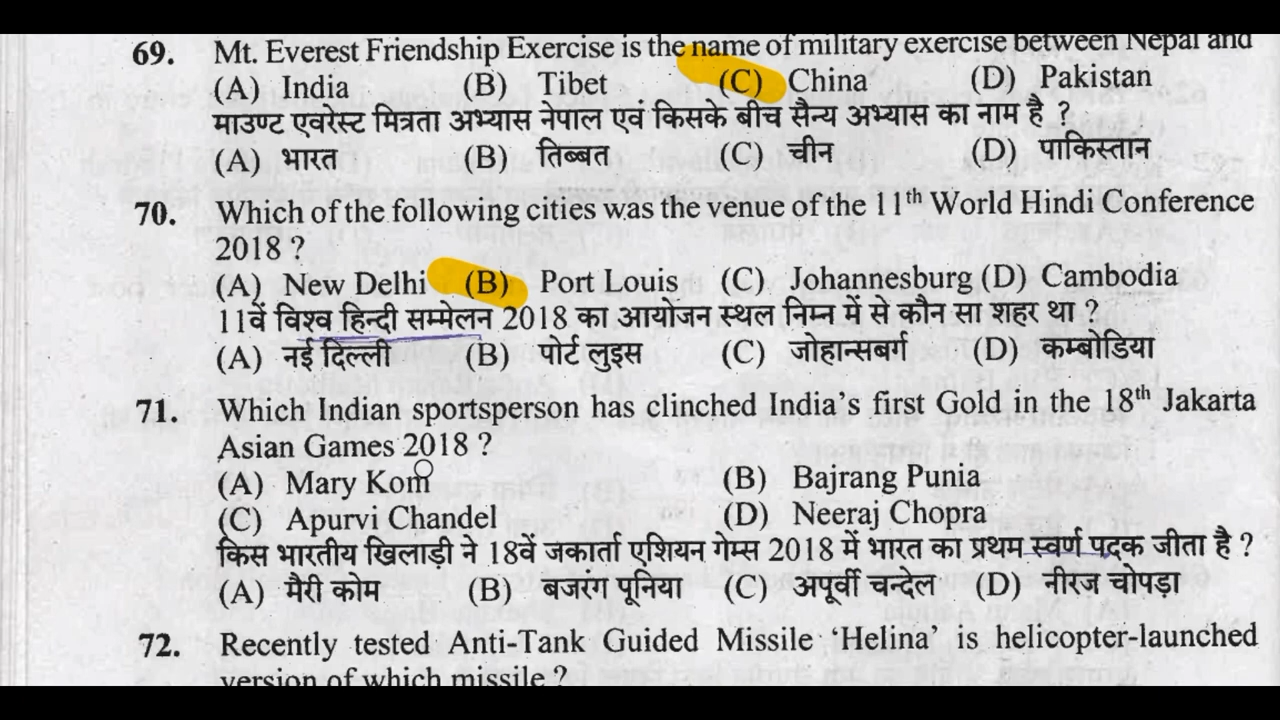 69. Mt. Everest Friendship Exercise is the name of military exercise between Nepal and
(A) India (B) Tibet (C) China (D) Pakistan
माउण्ट एवरेस्ट मित्रता अभ्यास नेपाल एवं किसके बीच सैन्य अभ्यास का नाम है ?
(A) भारत (B) तिब्बत (C) चीन (D) पाकिस्तान
70. Which of the following cities was the venue of the 11th World Hindi Conference
2018 ?
(A) New Delhi (B) Port Louis (C) Johannesburg (D) Cambodia
11वें विश्व हिन्दी सम्मेलन 2018 का आयोजन स्थल निम्न में से कौन सा शहर था ?
(A) नई दिल्ली (B) पोर्ट लुइस (C) जोहान्सबर्ग (D) कम्बोडिया
71. Which Indian sportsperson has clinched India's first Gold in the 18th Jakarta
Asian Games 2018 ?
(A) Mary Kom (B) Bajrang Punia
(C) Apurvi Chandel (D) Neeraj Chopra
किस भारतीय खिलाड़ी ने 18वें जकार्ता एशियन गेम्स 2018 में भारत का प्रथम स्वर्ण पदक जीता है ?
(A) मैरी कोम (B) बजरंग पूनिया (C) अपूर्वी चन्देल (D) नीरज चोपड़ा
72. Recently tested Anti-Tank Guided Missile 'Helina' is helicopter-launched
version of which missile ?